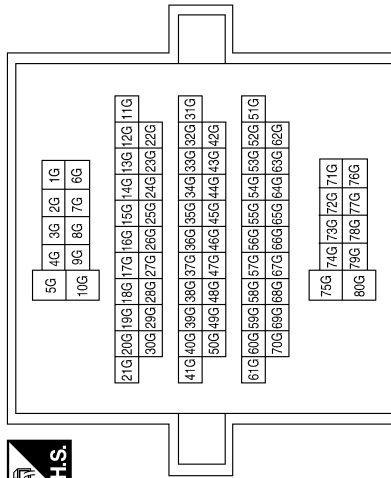 5G 4G 3G 2G 1G
10G 9G 8G 7G 6G
21G 20G 19G 18G 17G 16G 15G 14G 13G 12G 11G
30G 29G 28G 27G 26G 25G 24G 23G 22G
41G 40G 39G 38G 37G 36G 35G 34G 33G 32G 31G
50G 49G 48G 47G 46G 45G 44G 43G 42G
61G 60G 59G 58G 57G 56G 55G 54G 53G 52G 51G
70G 69G 68G 67G 66G 65G 64G 63G 62G
75G 74G 73G 72G 71G
80G 79G 78G 77G 76G
H.S.